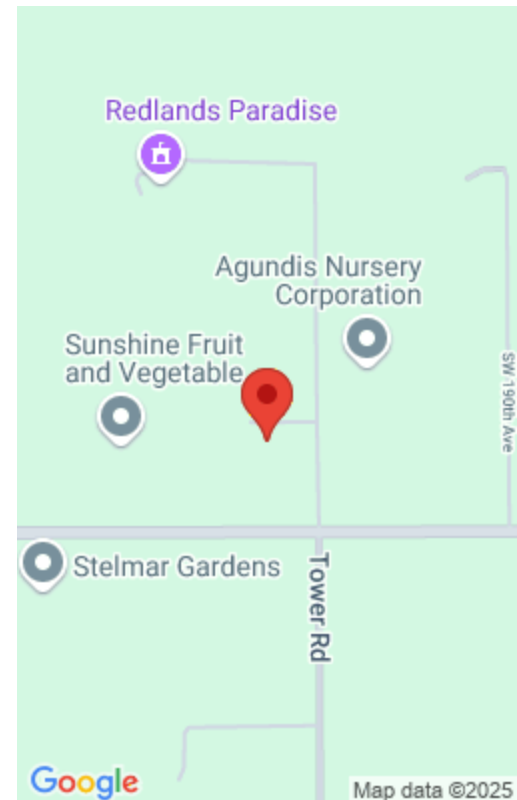 Redlands Paradise
Agundis Nursery
Corporation
Sunshine Fruit
and Vegetable
SW 190th Ave
Stelmar Gardens
Tower Rd
Google
Map data ©2025